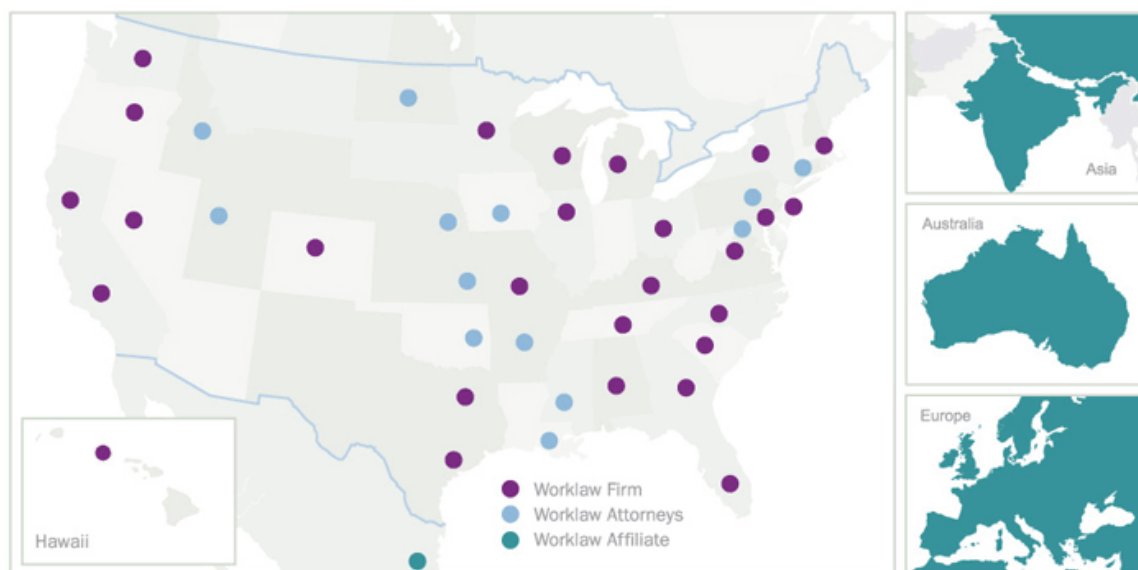 Asia
Australia
Europe
Worklaw Firm
Worklaw Attorneys
Worklaw Affiliate
Hawaii